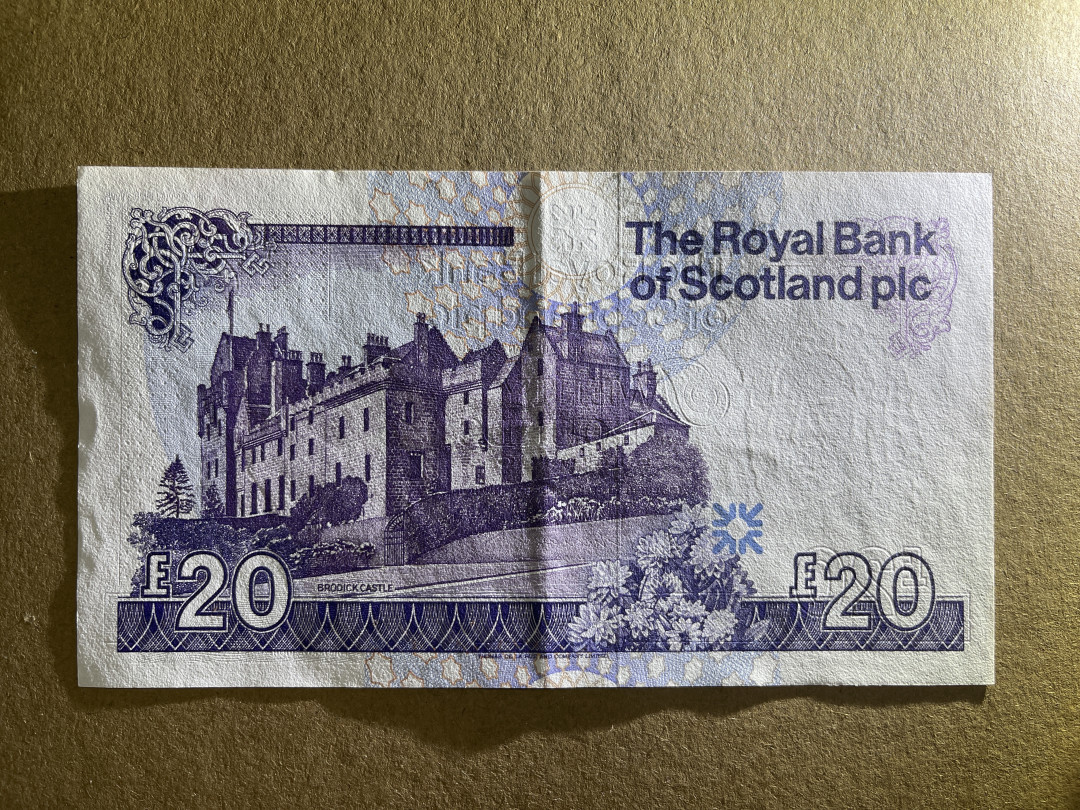 The Royal Bank
of Scotland plc
£20
BRODICK CASTLE
£20